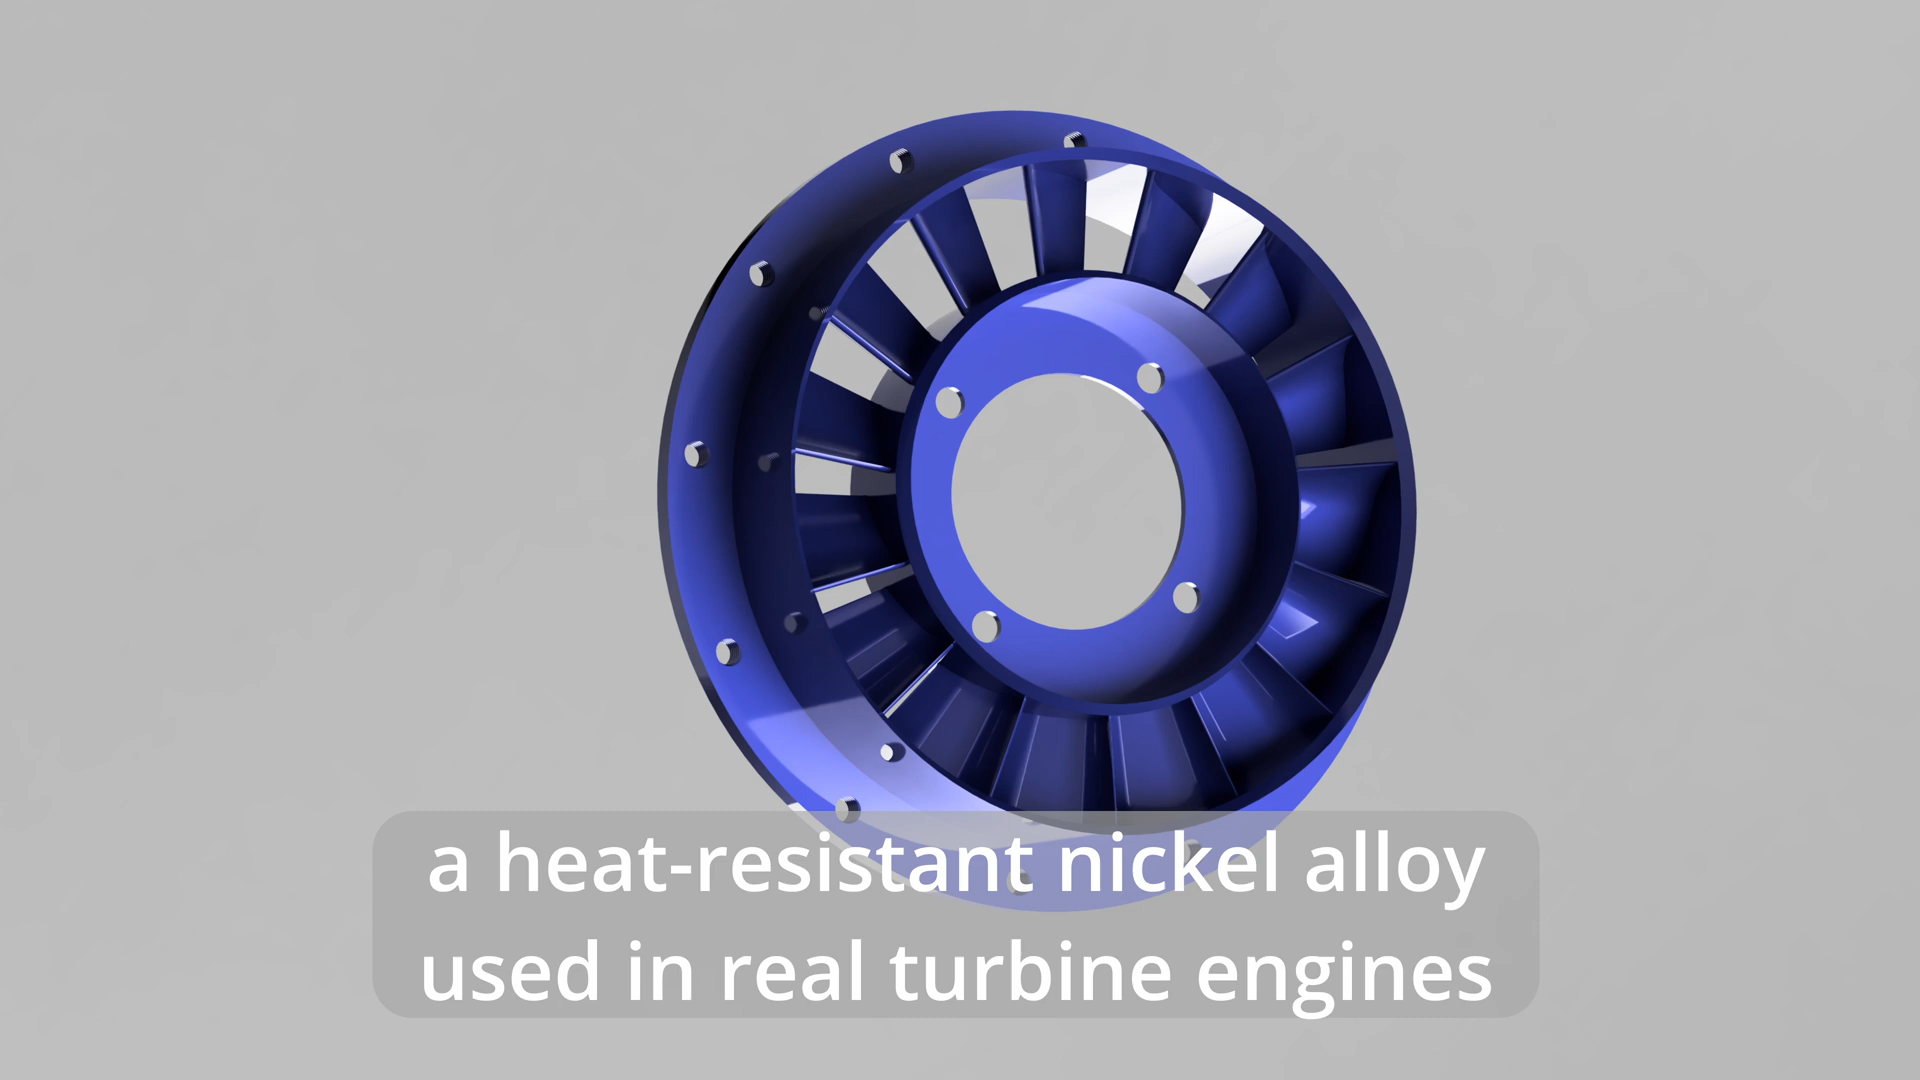 a heat-resistant nickel alloy
used in real turbine engines